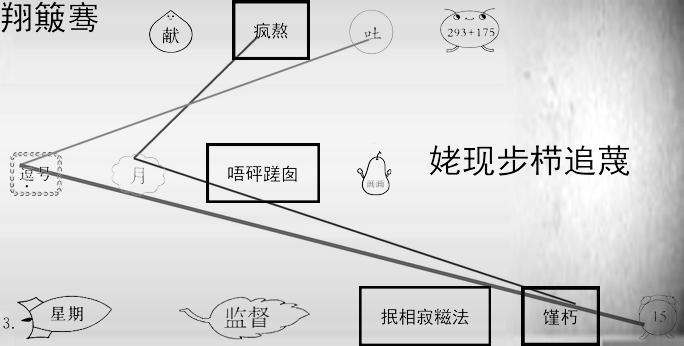 翔簸骞
献
疯熬
吐
293+175
逗号
月
唔砰蹉囱
画画
姥现步栉追蔑
3.
星期
监督
抿相寂糍法
馑朽
15